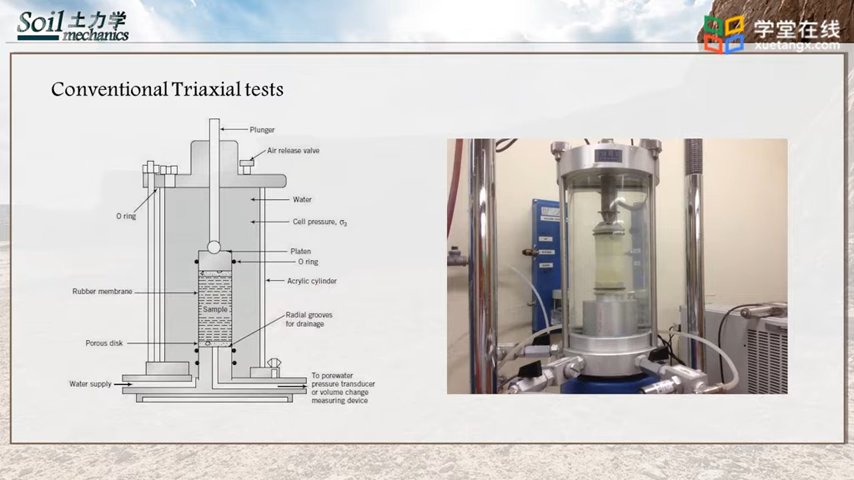 Soil 土力学
mechanics
学堂在线
xuetangx.com
Conventional Triaxial tests
Plunger
Air release valve
Water
O ring
Cell pressure, σ₃
Platen
O ring
Acrylic cylinder
Rubber membrane
Sample
Radial grooves
for drainage
Porous disk
To porewater
pressure transducer
or volume change
measuring device
Water supply
ELE